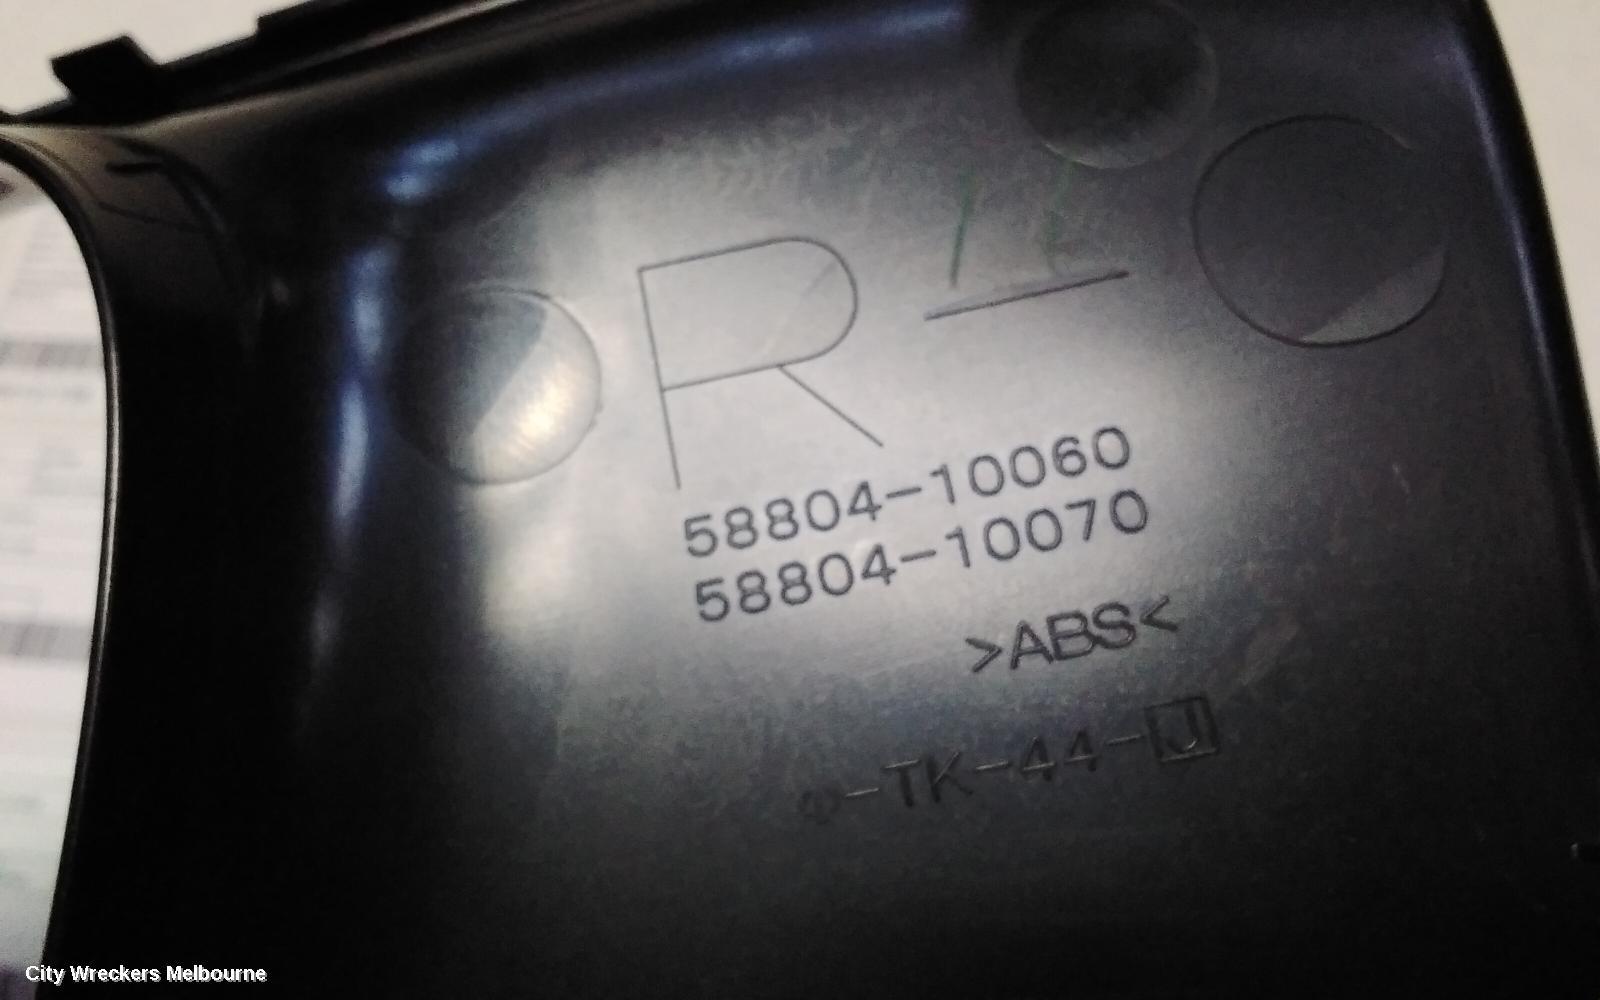 R
58804-10060
58804-10070
>ABS<
-TK-44-J
City Wreckers Melbourne